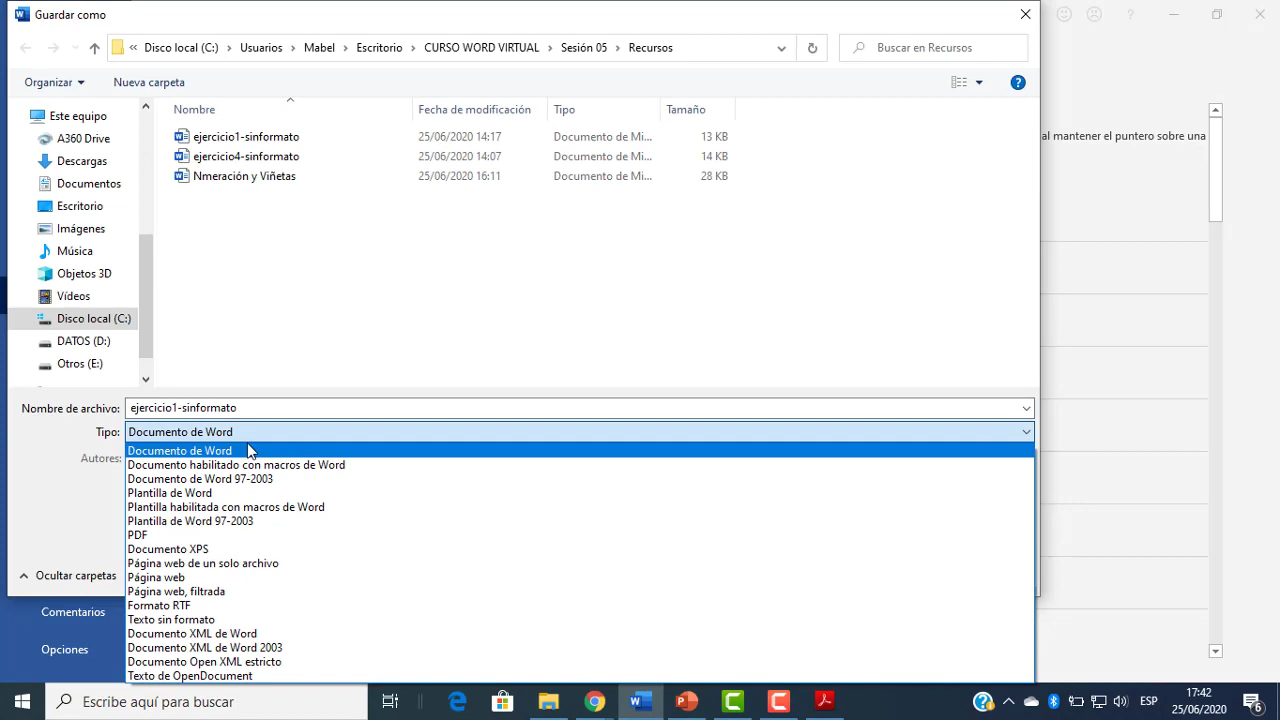 Guardar como
« Disco local (C:) > Usuarios > Mabel > Escritorio > CURSO WORD VIRTUAL > Sesión 05 > Recursos
Buscar en Recursos
Organizar
Nueva carpeta
Este equipo
A360 Drive
Descargas
Documentos
Escritorio
Imágenes
Música
Objetos 3D
Vídeos
Disco local (C:)
DATOS (D:)
Otros (E:)
Nombre Fecha de modificación Tipo Tamaño
ejercicio1-sinformato 25/06/2020 14:17 Documento de Mi... 13 KB
ejercicio4-sinformato 25/06/2020 14:07 Documento de Mi... 14 KB
Nmeración y Viñetas 25/06/2020 16:11 Documento de Mi... 28 KB
al mantener el puntero sobre una
Nombre de archivo: ejercicio1-sinformato
Tipo: Documento de Word
Autores:
Documento de Word
Documento habilitado con macros de Word
Documento de Word 97-2003
Plantilla de Word
Plantilla habilitada con macros de Word
Plantilla de Word 97-2003
PDF
Documento XPS
Página web de un solo archivo
Página web
Página web, filtrada
Formato RTF
Texto sin formato
Documento XML de Word
Documento XML de Word 2003
Documento Open XML estricto
Texto de OpenDocument
Ocultar carpetas
Comentarios
Opciones
Escribe aquí para buscar
ESP
17:42
25/06/2020
6